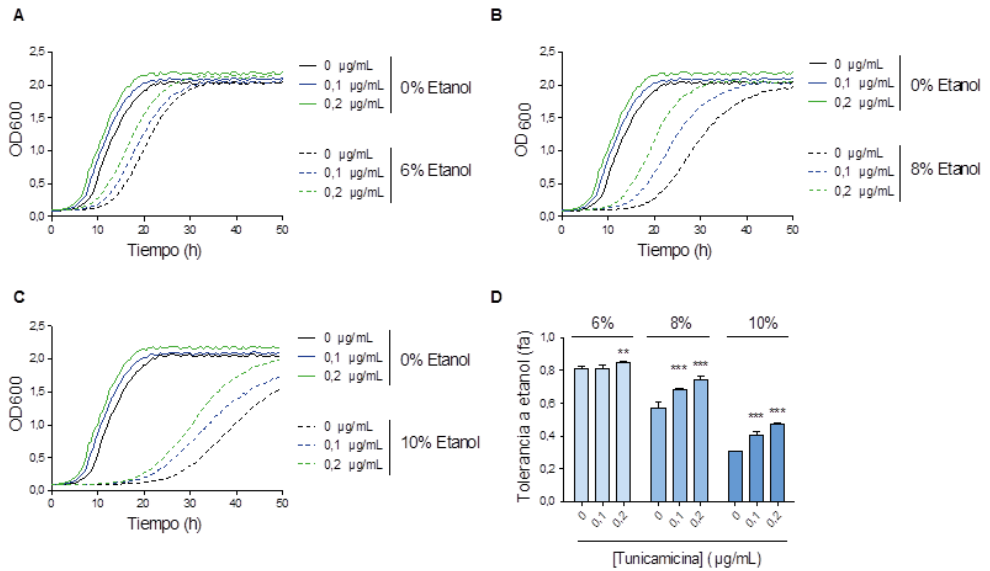 A
2,5
2,0
1,5
1,0
0,5
0,0
OD600
0 10 20 30 40 50
Tiempo (h)
0 µg/mL
0,1 µg/mL
0,2 µg/mL
0% Etanol
0 µg/mL
0,1 µg/mL
0,2 µg/mL
6% Etanol
B
2,5
2,0
1,5
1,0
0,5
0,0
OD600
0 10 20 30 40 50
Tiempo (h)
0 µg/mL
0,1 µg/mL
0,2 µg/mL
0% Etanol
0 µg/mL
0,1 µg/mL
0,2 µg/mL
8% Etanol
C
2,5
2,0
1,5
1,0
0,5
0,0
OD600
0 10 20 30 40 50
Tiempo (h)
0 µg/mL
0,1 µg/mL
0,2 µg/mL
0% Etanol
0 µg/mL
0,1 µg/mL
0,2 µg/mL
10% Etanol
D
6% 8% 10%
1,0
0,8
0,6
0,4
0,2
0,0
Tolerancia a etanol (fa)
** *** *** *** ***
0 0,1 0,2 0 0,1 0,2 0 0,1 0,2
[Tunicamicina] (µg/mL)